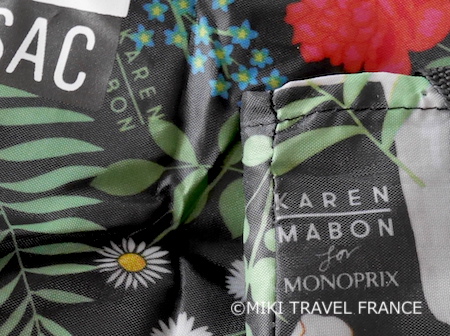 SAC
KAREN
MABON
KAREN
MABON
for
MONOPRIX
©MIKI TRAVEL FRANCE